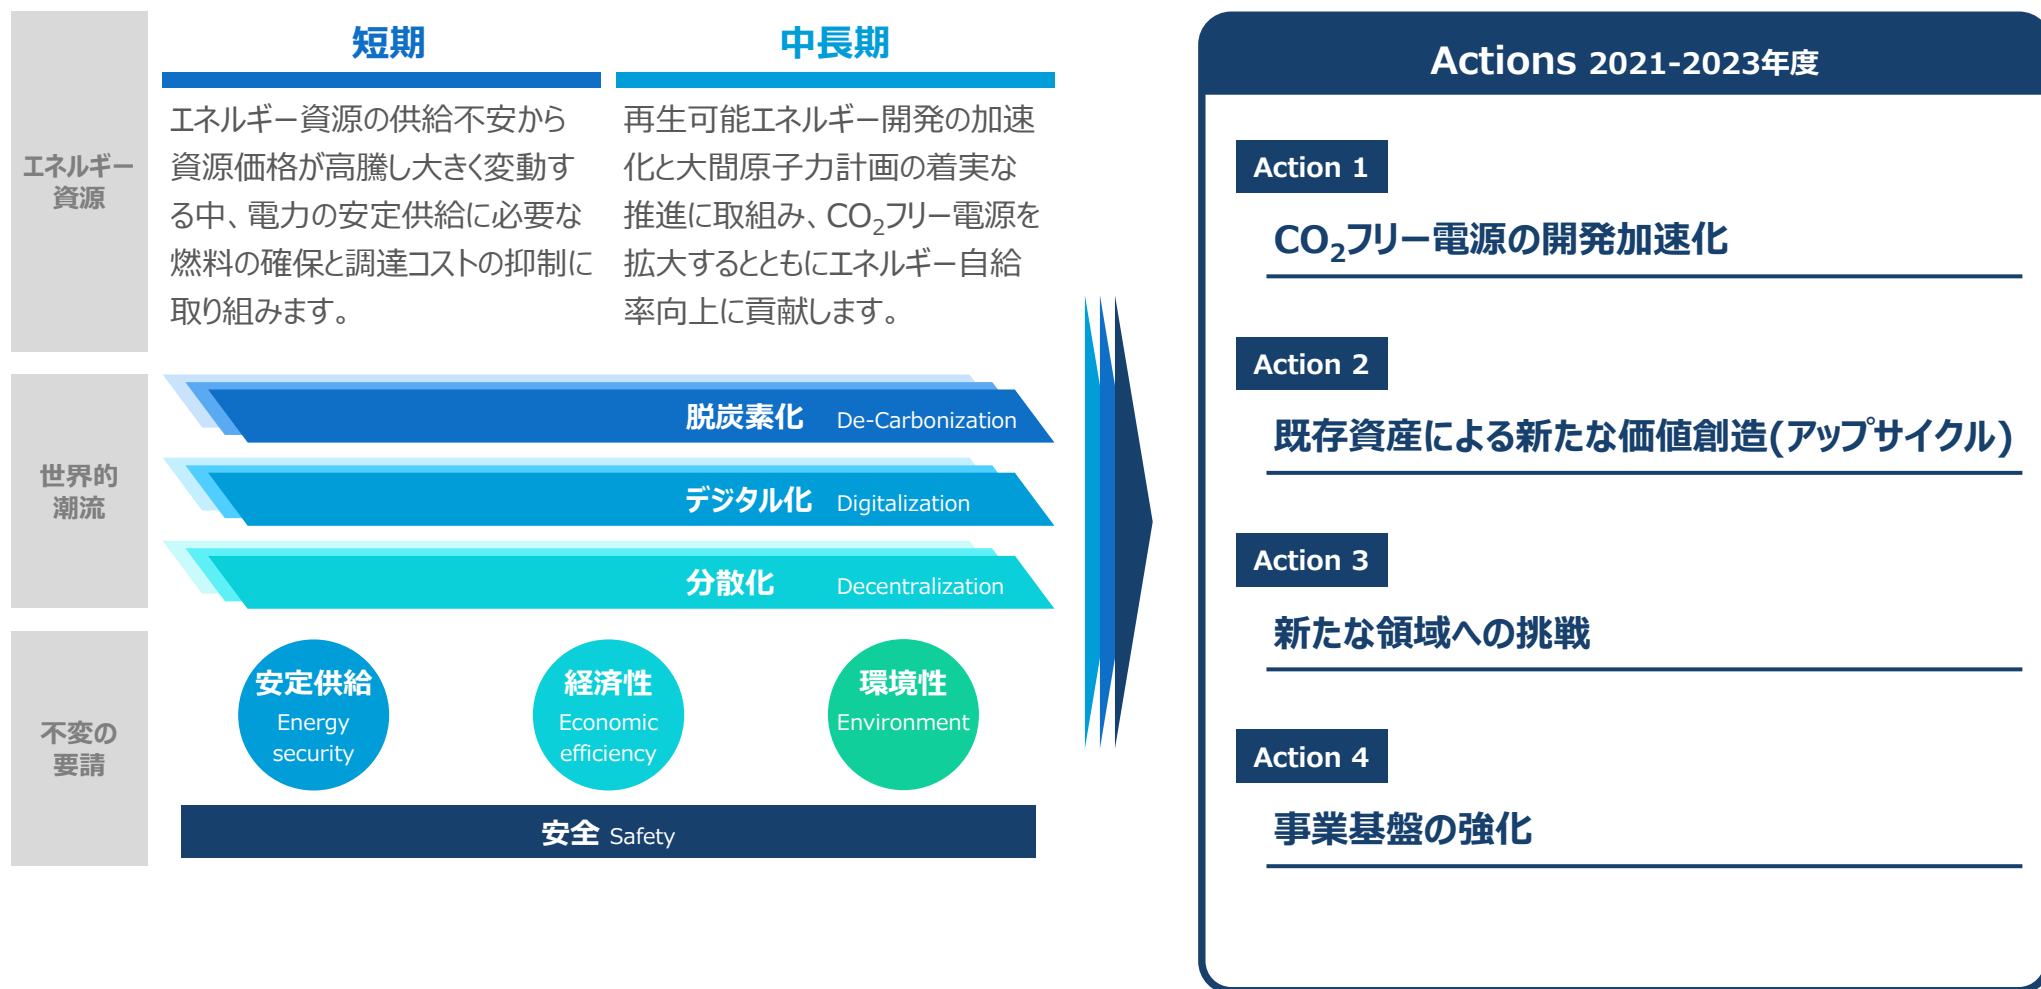 エネルギー
資源
短期
エネルギー資源の供給不安から
資源価格が高騰し大きく変動す
る中、電力の安定供給に必要な
燃料の確保と調達コストの抑制に
取り組みます。
中長期
再生可能エネルギー開発の加速
化と大間原子力計画の着実な
推進に取組み、CO₂フリー電源を
拡大するとともにエネルギー自給
率向上に貢献します。
世界的
潮流
脱炭素化 De-Carbonization
デジタル化 Digitalization
分散化 Decentralization
不変の
要請
安定供給
Energy
security
経済性
Economic
efficiency
環境性
Environment
安全 Safety
Actions 2021-2023年度
Action 1
CO₂フリー電源の開発加速化
Action 2
既存資産による新たな価値創造(アップサイクル)
Action 3
新たな領域への挑戦
Action 4
事業基盤の強化